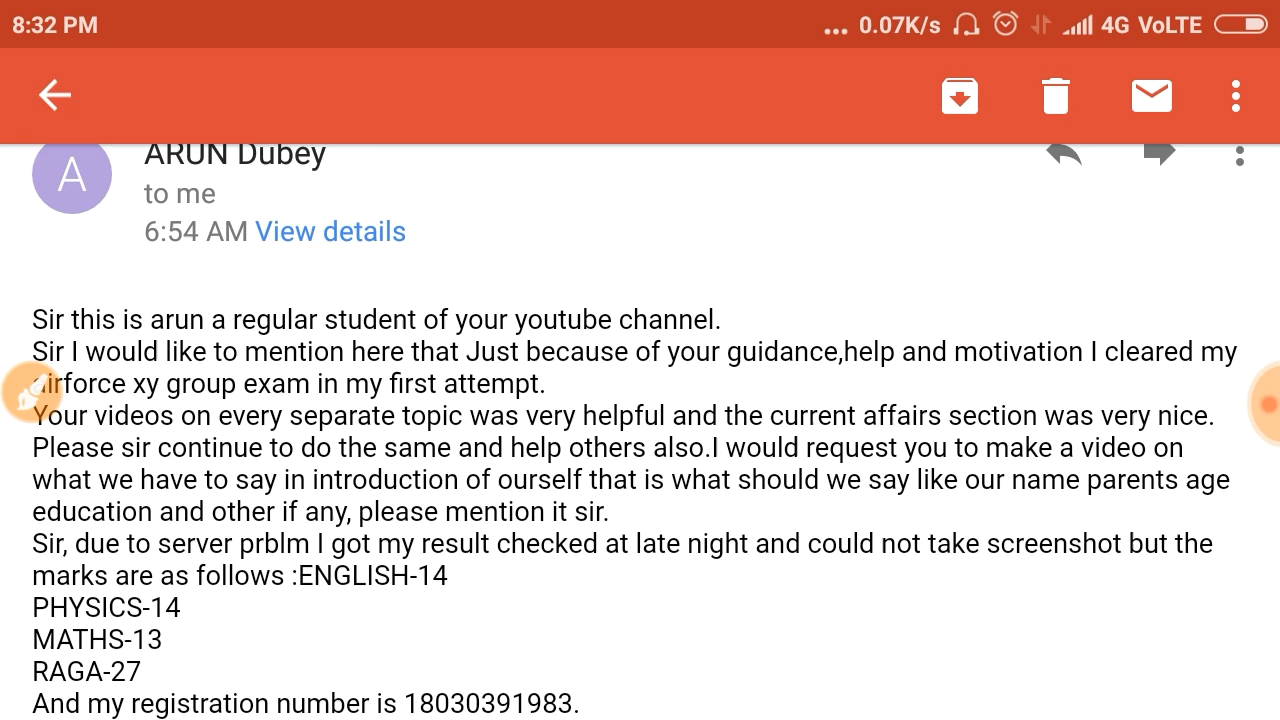 8:32 PM
... 0.07K/s 4G VoLTE
A
ARUN Dubey
to me
6:54 AM View details
Sir this is arun a regular student of your youtube channel.
Sir I would like to mention here that Just because of your guidance,help and motivation I cleared my
airforce xy group exam in my first attempt.
Your videos on every separate topic was very helpful and the current affairs section was very nice.
Please sir continue to do the same and help others also.I would request you to make a video on
what we have to say in introduction of ourself that is what should we say like our name parents age
education and other if any, please mention it sir.
Sir, due to server prblm I got my result checked at late night and could not take screenshot but the
marks are as follows :ENGLISH-14
PHYSICS-14
MATHS-13
RAGA-27
And my registration number is 18030391983.